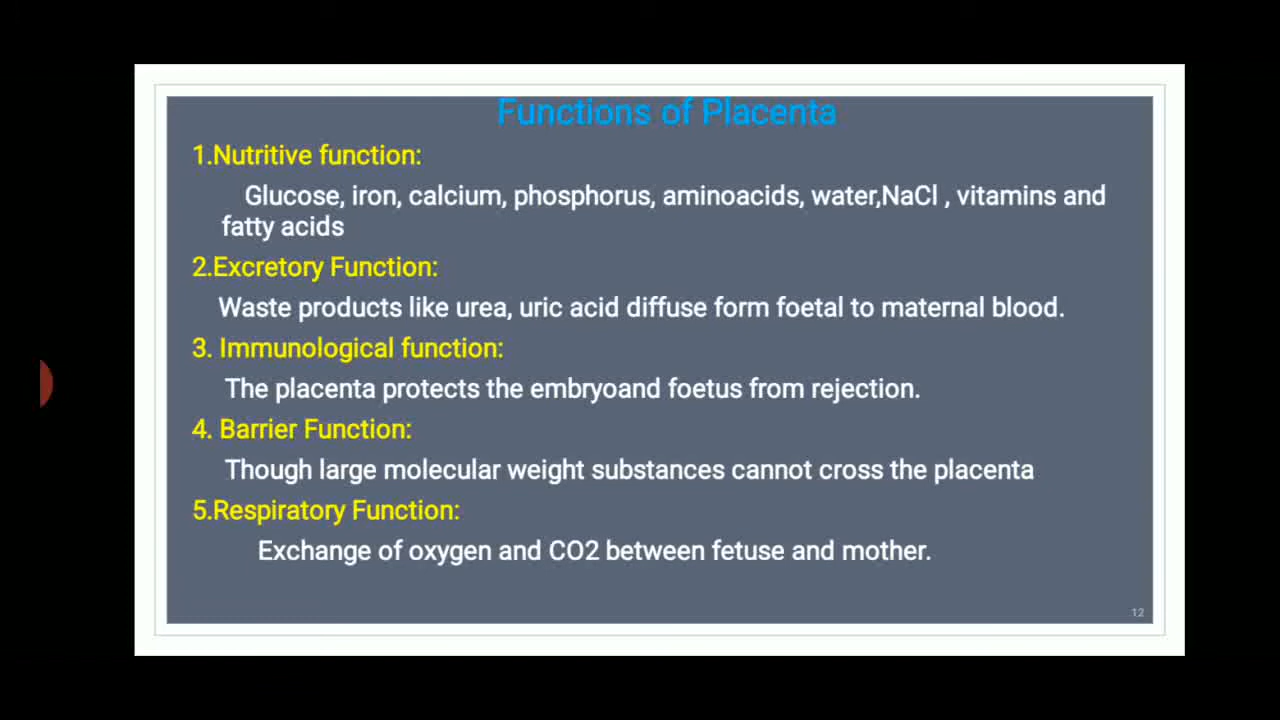 Functions of Placenta
1.Nutritive function:
Glucose, iron, calcium, phosphorus, aminoacids, water,NaCl , vitamins and
fatty acids
2.Excretory Function:
Waste products like urea, uric acid diffuse form foetal to maternal blood.
3. Immunological function:
The placenta protects the embryoand foetus from rejection.
4. Barrier Function:
Though large molecular weight substances cannot cross the placenta
5.Respiratory Function:
Exchange of oxygen and CO2 between fetuse and mother.
12